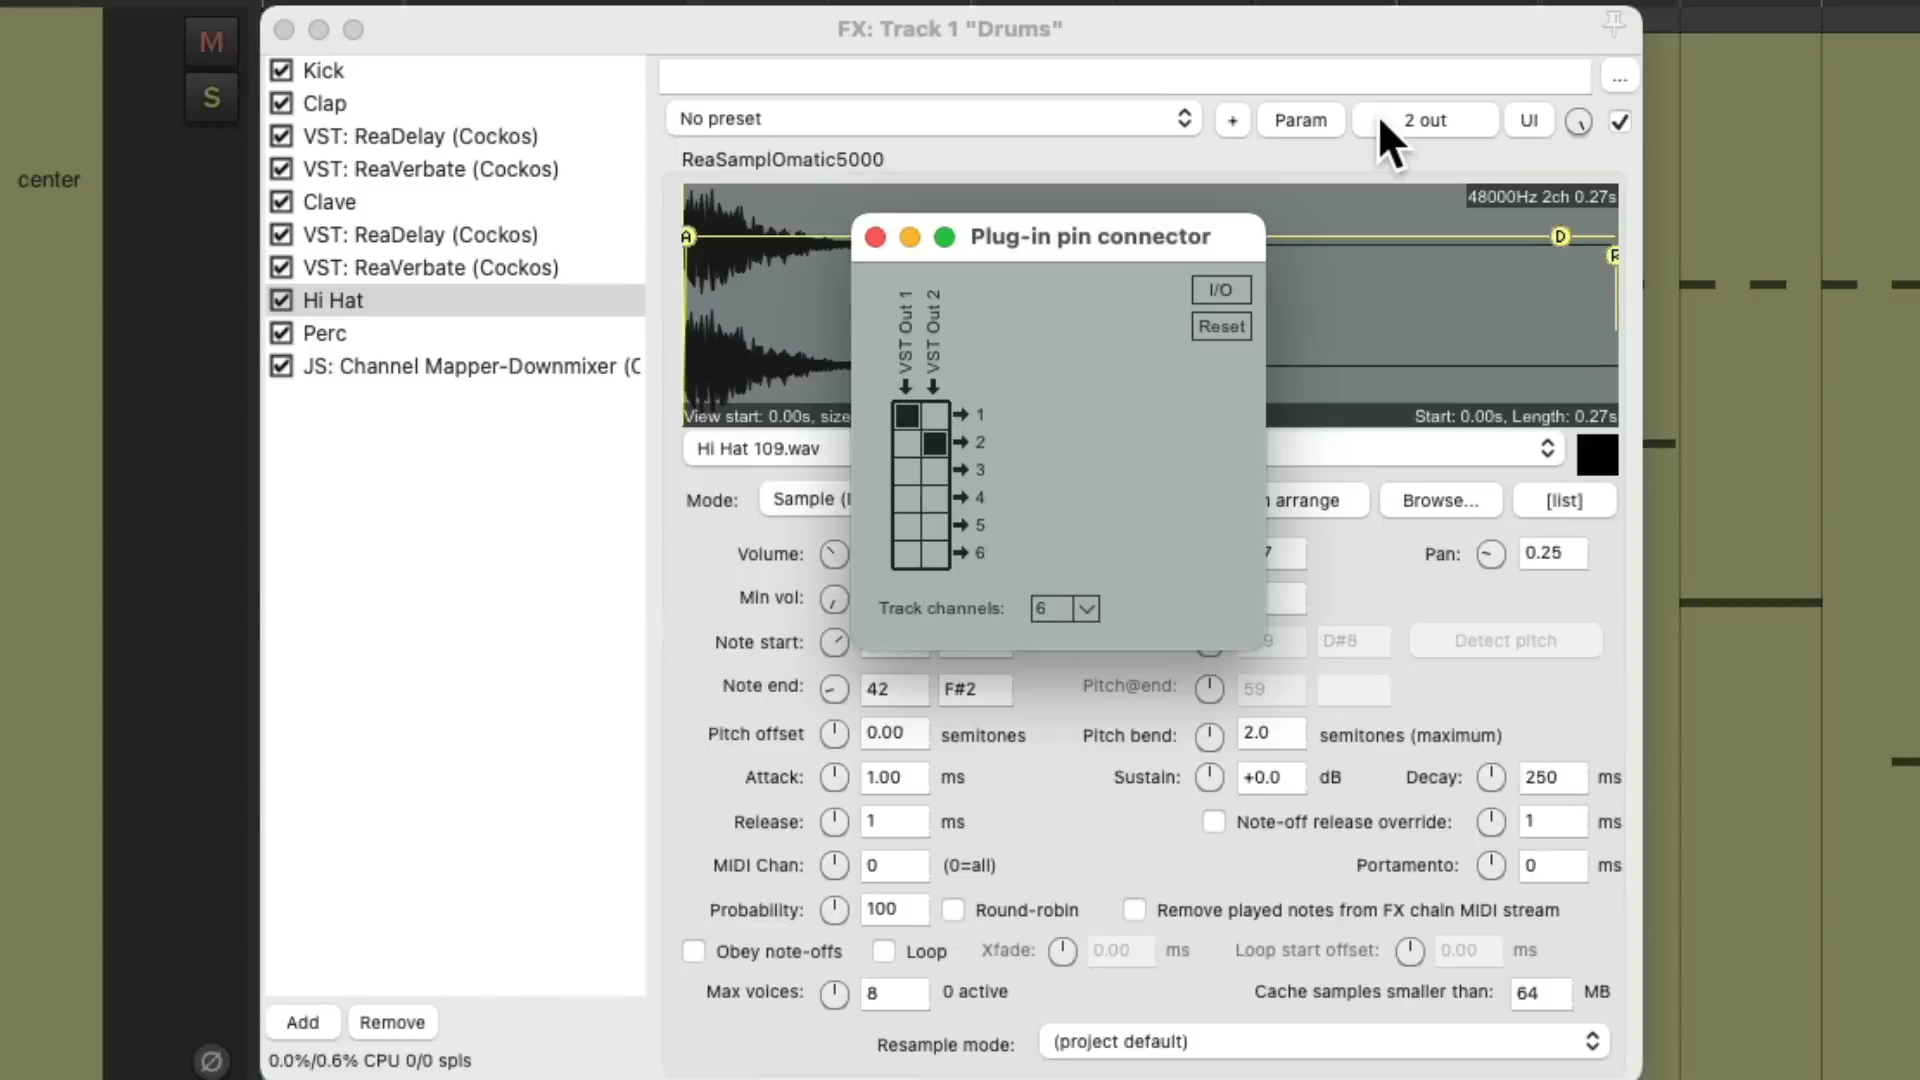 M
S
center
FX: Track 1 "Drums"
Kick
Clap
VST: ReaDelay (Cockos)
VST: ReaVerbate (Cockos)
Clave
VST: ReaDelay (Cockos)
VST: ReaVerbate (Cockos)
Hi Hat
Perc
JS: Channel Mapper-Downmixer (C
Add
Remove
0.0%/0.6% CPU 0/0 spls
...
No preset
+
Param
2 out
UI
ReaSamplOmatic5000
48000Hz 2ch 0.27s
A
D
R
View start: 0.00s, size
Start: 0.00s, Length: 0.27s
Plug-in pin connector
I/O
Reset
VST Out 1
VST Out 2
1
2
3
4
5
6
Track channels: 6
Hi Hat 109.wav
Mode: Sample (
arrange
Browse...
[list]
Volume:
7
Pan: 0.25
Min vol:
Note start:
9
D#8
Detect pitch
Note end: 42 F#2
Pitch@end: 59
Pitch offset 0.00 semitones
Pitch bend: 2.0 semitones (maximum)
Attack: 1.00 ms
Sustain: +0.0 dB
Decay: 250 ms
Release: 1 ms
Note-off release override: 1 ms
MIDI Chan: 0 (0=all)
Portamento: 0 ms
Probability: 100
Round-robin
Remove played notes from FX chain MIDI stream
Obey note-offs
Loop
Xfade: 0.00 ms
Loop start offset: 0.00 ms
Max voices: 8 0 active
Cache samples smaller than: 64 MB
Resample mode: (project default)